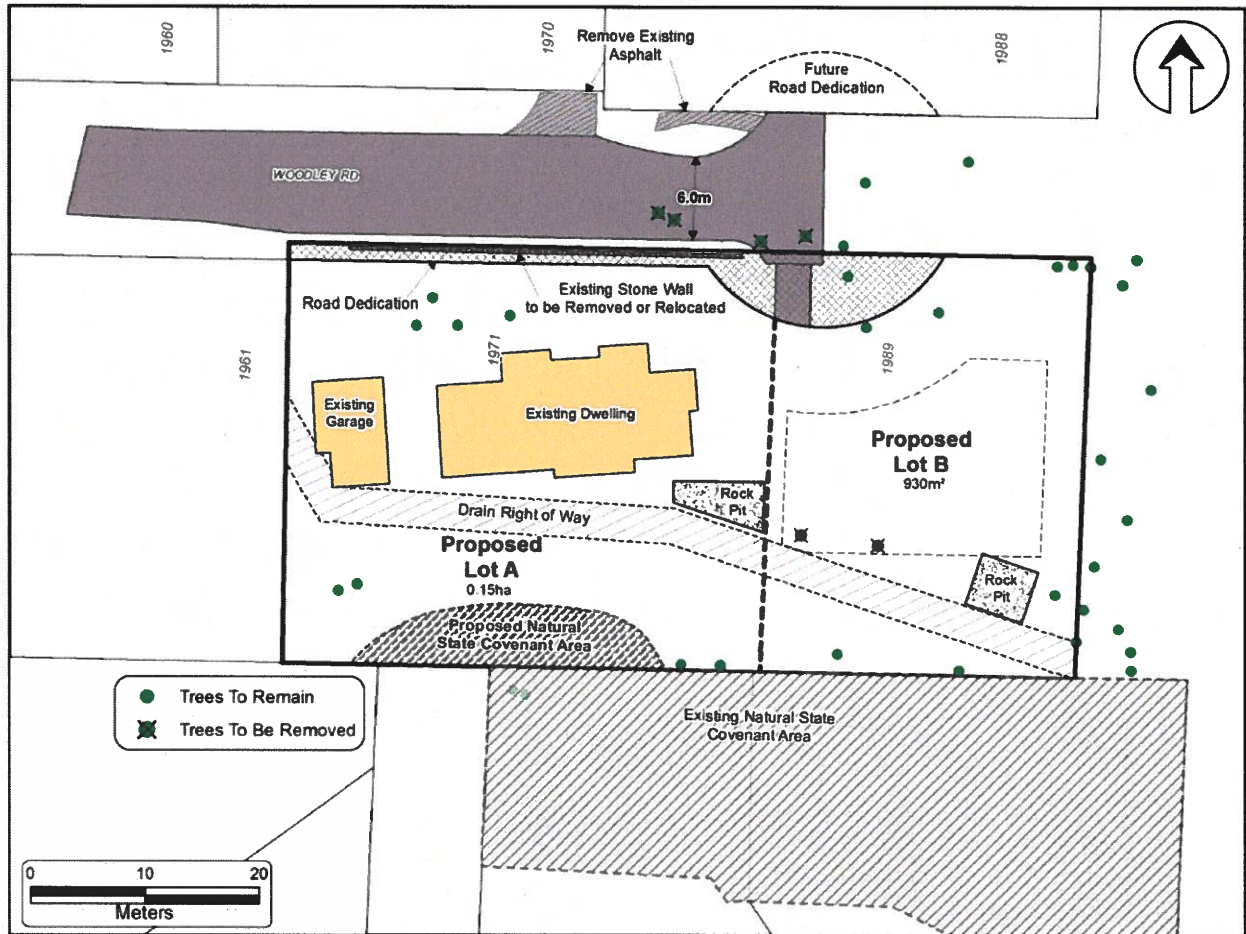 1960
1970
1988
Remove Existing
Asphalt
Future
Road Dedication
WOODLEY RD
6.0m
Road Dedication
Existing Stone Wall
to be Removed or Relocated
1961
1971
1989
Existing
Garage
Existing Dwelling
Proposed
Lot B
930m²
Rock
Pit
Drain Right of Way
Proposed
Lot A
0.15ha
Rock
Pit
Proposed Natural
State Covenant Area
Trees To Remain
Trees To Be Removed
Existing Natural State
Covenant Area
0 10 20
Meters